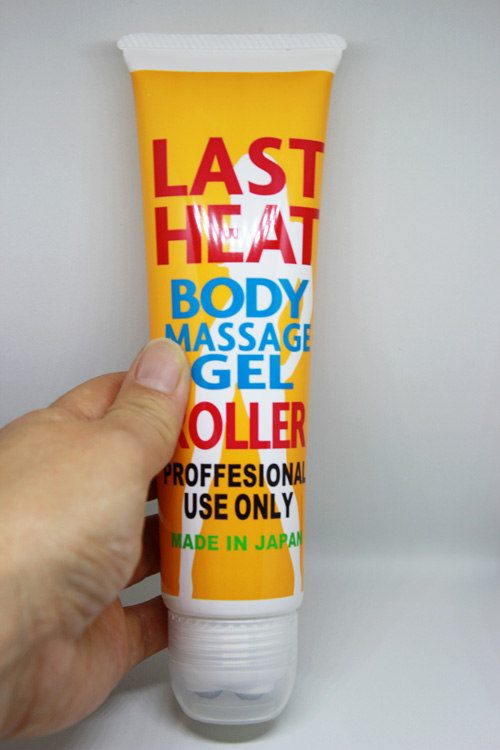 LAST
HEAT
BODY
MASSAGE
GEL
ROLLER
PROFFESIONAL
USE ONLY
MADE IN JAPAN